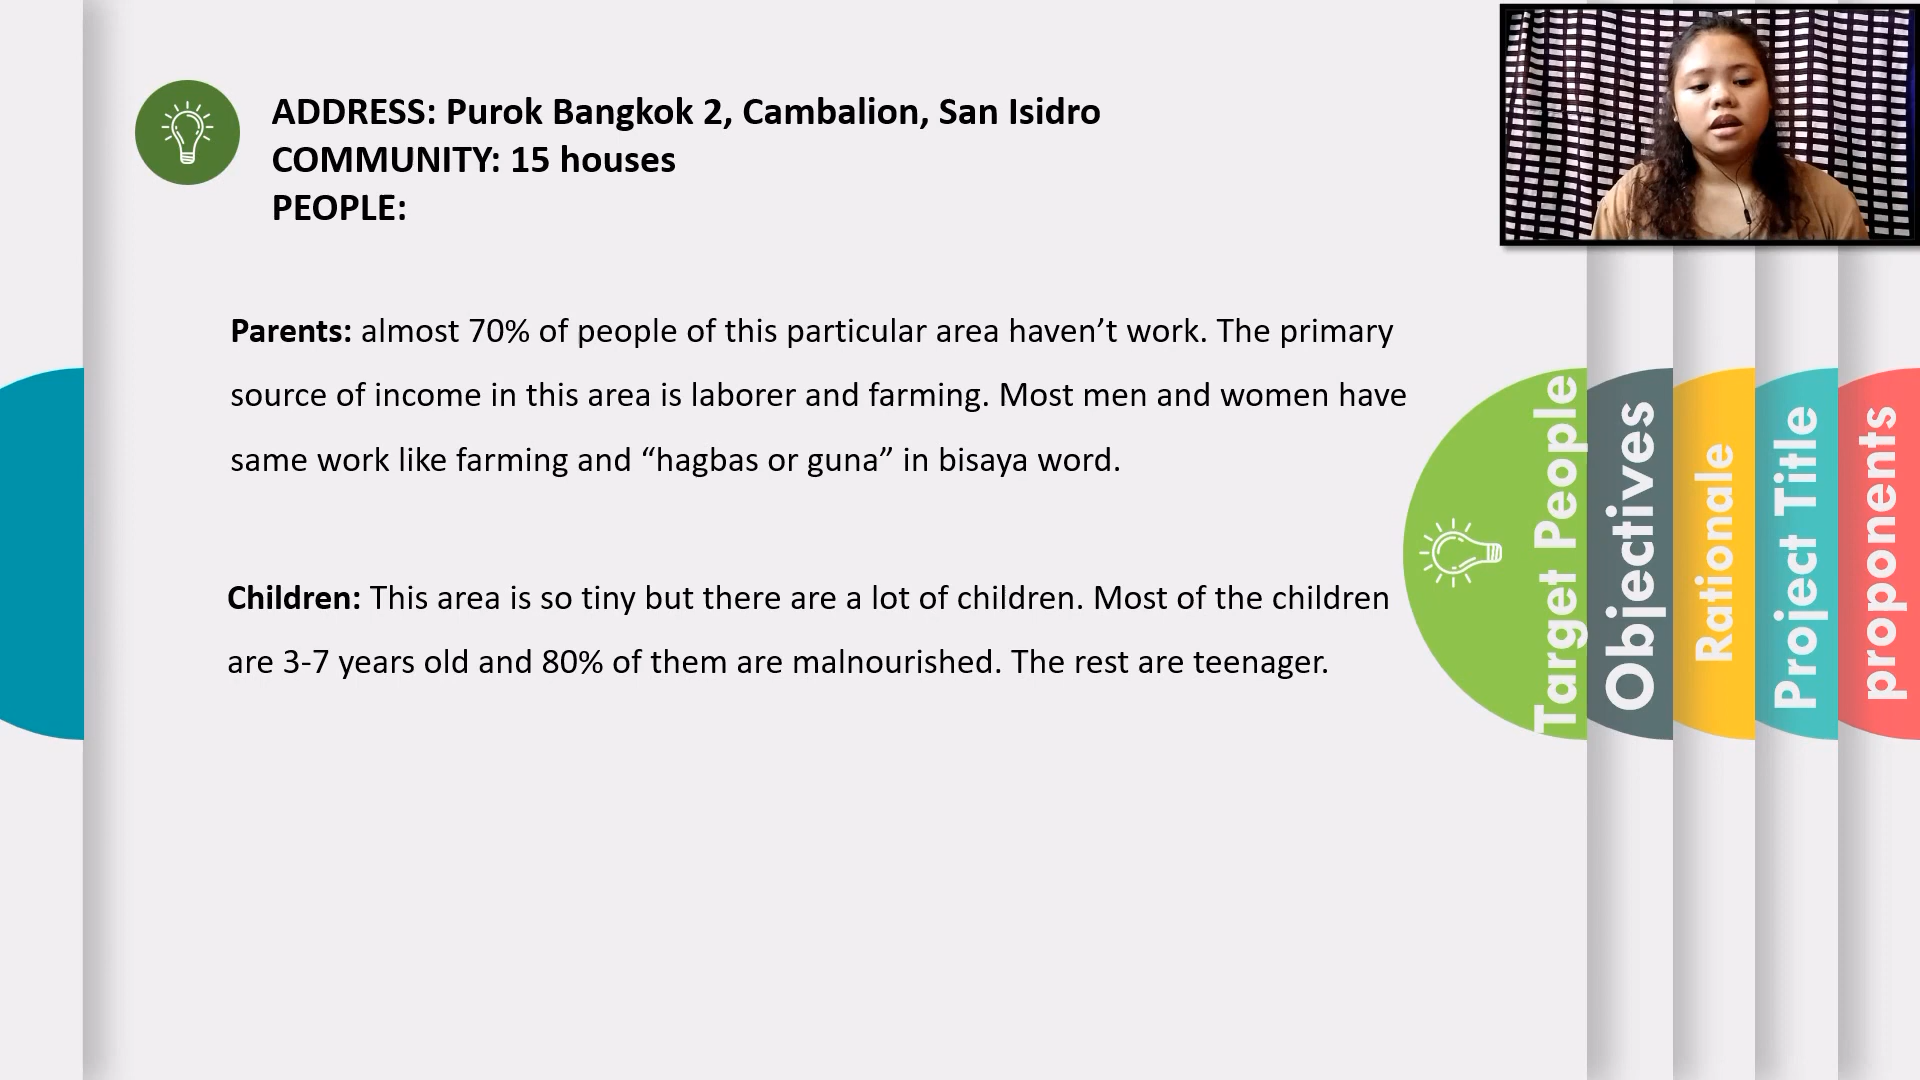 ADDRESS: Purok Bangkok 2, Cambalion, San Isidro
COMMUNITY: 15 houses
PEOPLE:
Parents: almost 70% of people of this particular area haven’t work. The primary
source of income in this area is laborer and farming. Most men and women have
same work like farming and “hagbas or guna” in bisaya word.
Children: This area is so tiny but there are a lot of children. Most of the children
are 3-7 years old and 80% of them are malnourished. The rest are teenager.
Target People
Objectives
Rationale
Project Title
proponents